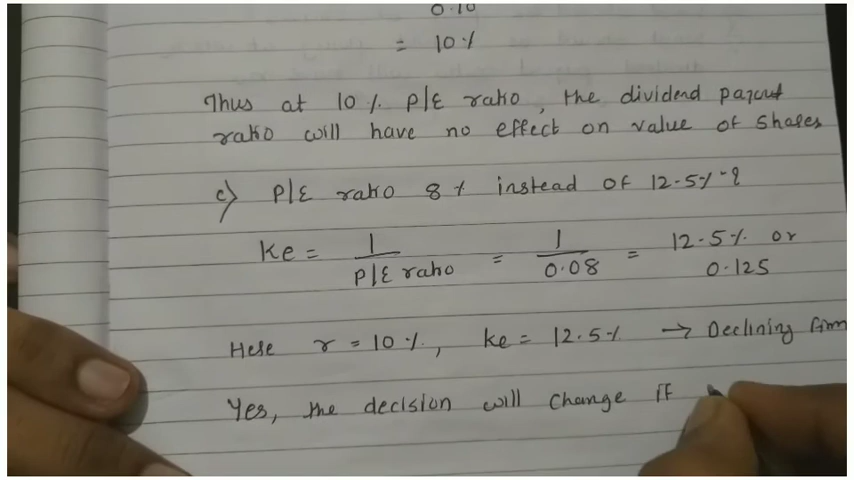 0.10
= 10%
Thus at 10% P/E ratio, the dividend payout
ratio will have no effect on value of shares
c) P/E ratio 8% instead of 12.5%?
Ke = 1 / P/E ratio = 1 / 0.08 = 12.5% or 0.125
Here r = 10%, Ke = 12.5% → Declining firm
Yes, the decision will change if